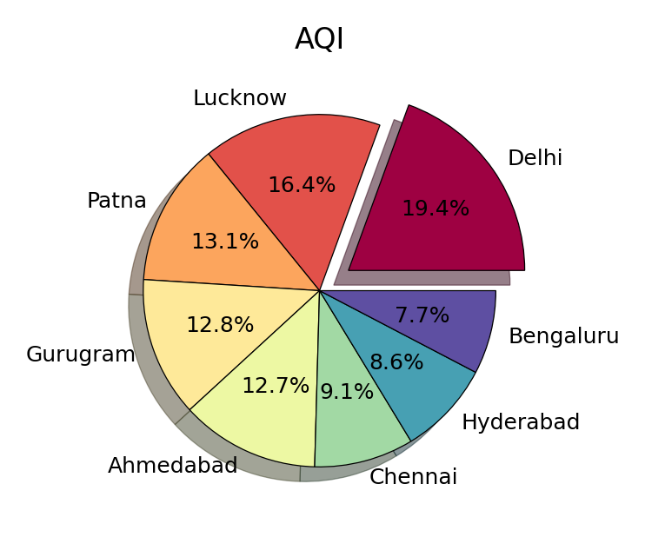 AQI
Lucknow
Delhi
16.4%
19.4%
Patna
13.1%
12.8%
7.7%
Bengaluru
Gurugram
8.6%
12.7%
9.1%
Hyderabad
Ahmedabad
Chennai